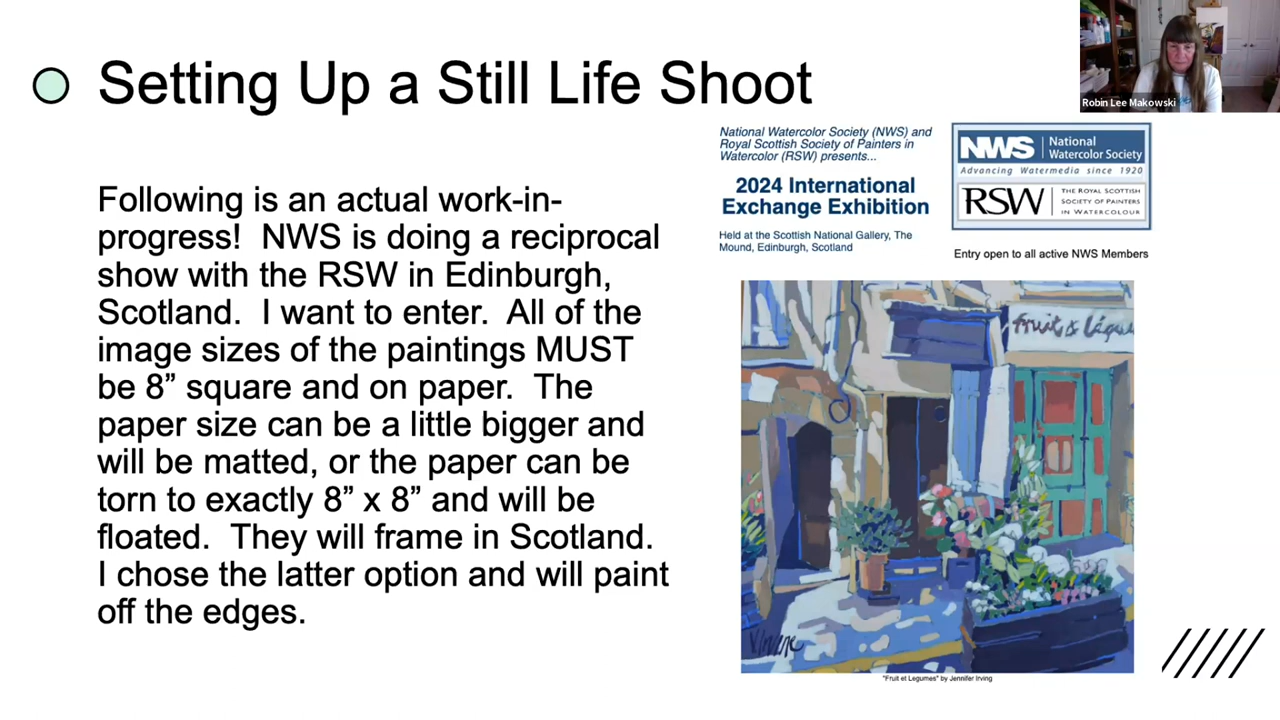 Setting Up a Still Life Shoot
Robin Lee Makowski
Following is an actual work-in-
progress!  NWS is doing a reciprocal
show with the RSW in Edinburgh,
Scotland.  I want to enter.  All of the
image sizes of the paintings MUST
be 8” square and on paper.  The
paper size can be a little bigger and
will be matted, or the paper can be
torn to exactly 8” x 8” and will be
floated.  They will frame in Scotland.
I chose the latter option and will paint
off the edges.
National Watercolor Society (NWS) and
Royal Scottish Society of Painters in
Watercolor (RSW) presents...
2024 International
Exchange Exhibition
Held at the Scottish National Gallery, The
Mound, Edinburgh, Scotland
NWS National
Watercolor Society
Advancing Watermedia since 1920
RSW THE ROYAL SCOTTISH
SOCIETY OF PAINTERS
IN WATERCOLOUR
Entry open to all active NWS Members
Fruit &
"Fruit et Legumes" by Jennifer Irving